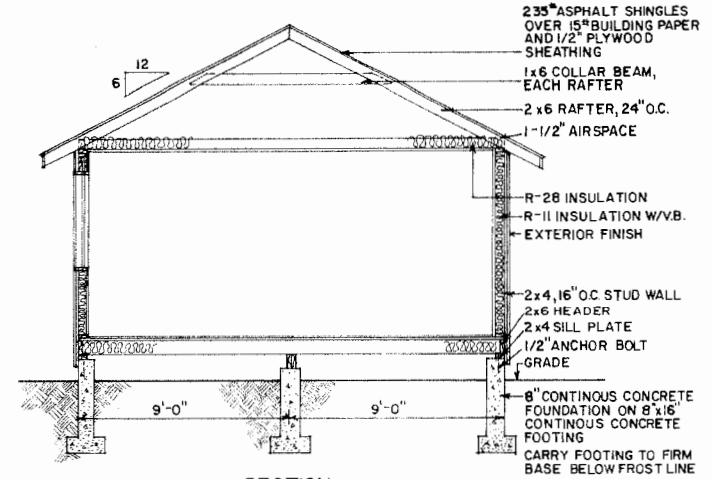 235# ASPHALT SHINGLES
OVER 15# BUILDING PAPER
AND 1/2" PLYWOOD
SHEATHING
12
6
1x6 COLLAR BEAM,
EACH RAFTER
2x6 RAFTER, 24" O.C.
1-1/2" AIRSPACE
R-28 INSULATION
R-11 INSULATION W/V.B.
EXTERIOR FINISH
2x4, 16" O.C. STUD WALL
2x6 HEADER
2x4 SILL PLATE
1/2" ANCHOR BOLT
GRADE
9'-0"
9'-0"
8" CONTINOUS CONCRETE
FOUNDATION ON 8"x16"
CONTINOUS CONCRETE
FOOTING
CARRY FOOTING TO FIRM
BASE BELOW FROST LINE